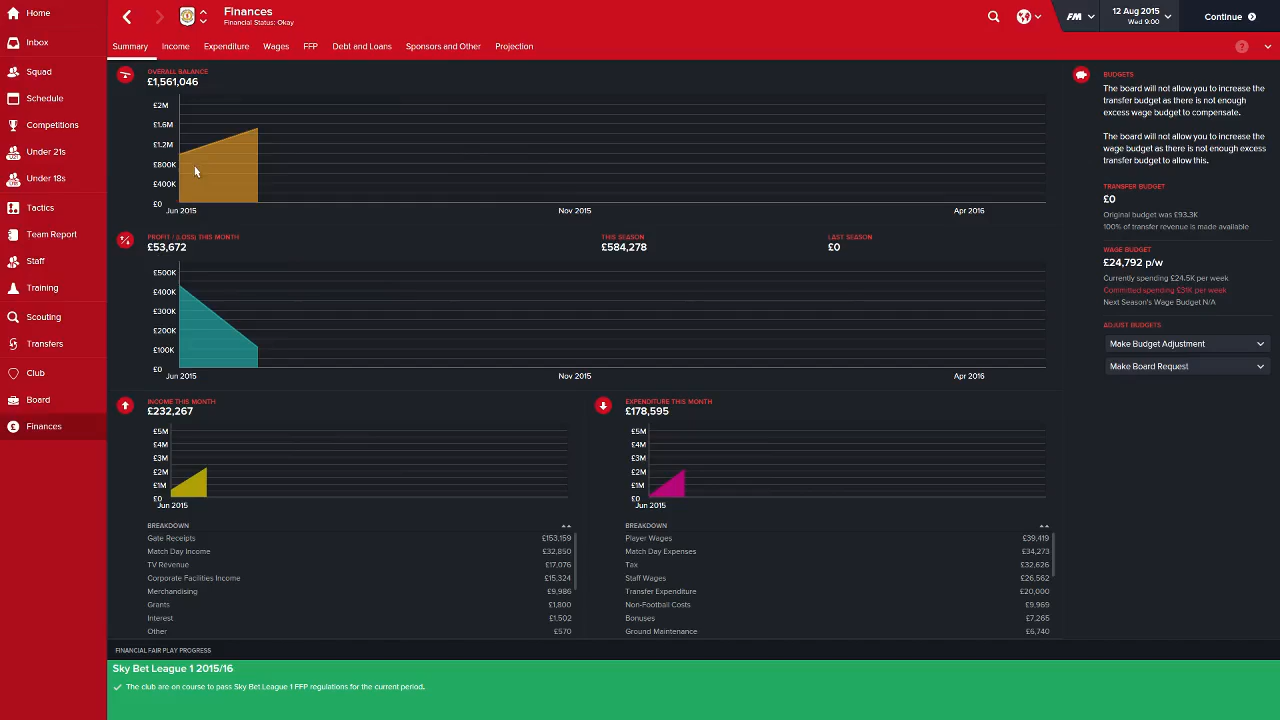 Home
Inbox
Squad
Schedule
Competitions
Under 21s
Under 18s
Tactics
Team Report
Staff
Training
Scouting
Transfers
Club
Board
Finances
Finances
Financial Status: Okay
FM
12 Aug 2015
Wed 9:00
Continue
Summary Income Expenditure Wages FFP Debt and Loans Sponsors and Other Projection
OVERALL BALANCE
£1,561,046
£2M
£1.6M
£1.2M
£800K
£400K
£0
Jun 2015 Nov 2015 Apr 2016
PROFIT / (LOSS) THIS MONTH THIS SEASON LAST SEASON
£53,672 £584,278 £0
£500K
£400K
£300K
£200K
£100K
£0
Jun 2015 Nov 2015 Apr 2016
INCOME THIS MONTH
£232,267
£5M
£4M
£3M
£2M
£1M
£0
Jun 2015
BREAKDOWN
Gate Receipts £153,159
Match Day Income £32,850
TV Revenue £17,076
Corporate Facilities Income £15,324
Merchandising £9,986
Grants £1,800
Interest £1,502
Other £570
EXPENDITURE THIS MONTH
£178,595
£5M
£4M
£3M
£2M
£1M
£0
Jun 2015
BREAKDOWN
Player Wages £39,419
Match Day Expenses £34,273
Tax £32,626
Staff Wages £26,562
Transfer Expenditure £20,000
Non-Football Costs £9,969
Bonuses £7,265
Ground Maintenance £6,740
BUDGETS
The board will not allow you to increase the
transfer budget as there is not enough
excess wage budget to compensate.
The board will not allow you to increase the
wage budget as there is not enough excess
transfer budget to allow this.
TRANSFER BUDGET
£0
Original budget was £93.3K
100% of transfer revenue is made available
WAGE BUDGET
£24,792 p/w
Currently spending £24.5K per week
Committed spending £31K per week
Next Season's Wage Budget N/A
ADJUST BUDGETS
Make Budget Adjustment
Make Board Request
FINANCIAL FAIR PLAY PROGRESS
Sky Bet League 1 2015/16
The club are on course to pass Sky Bet League 1 FFP regulations for the current period.